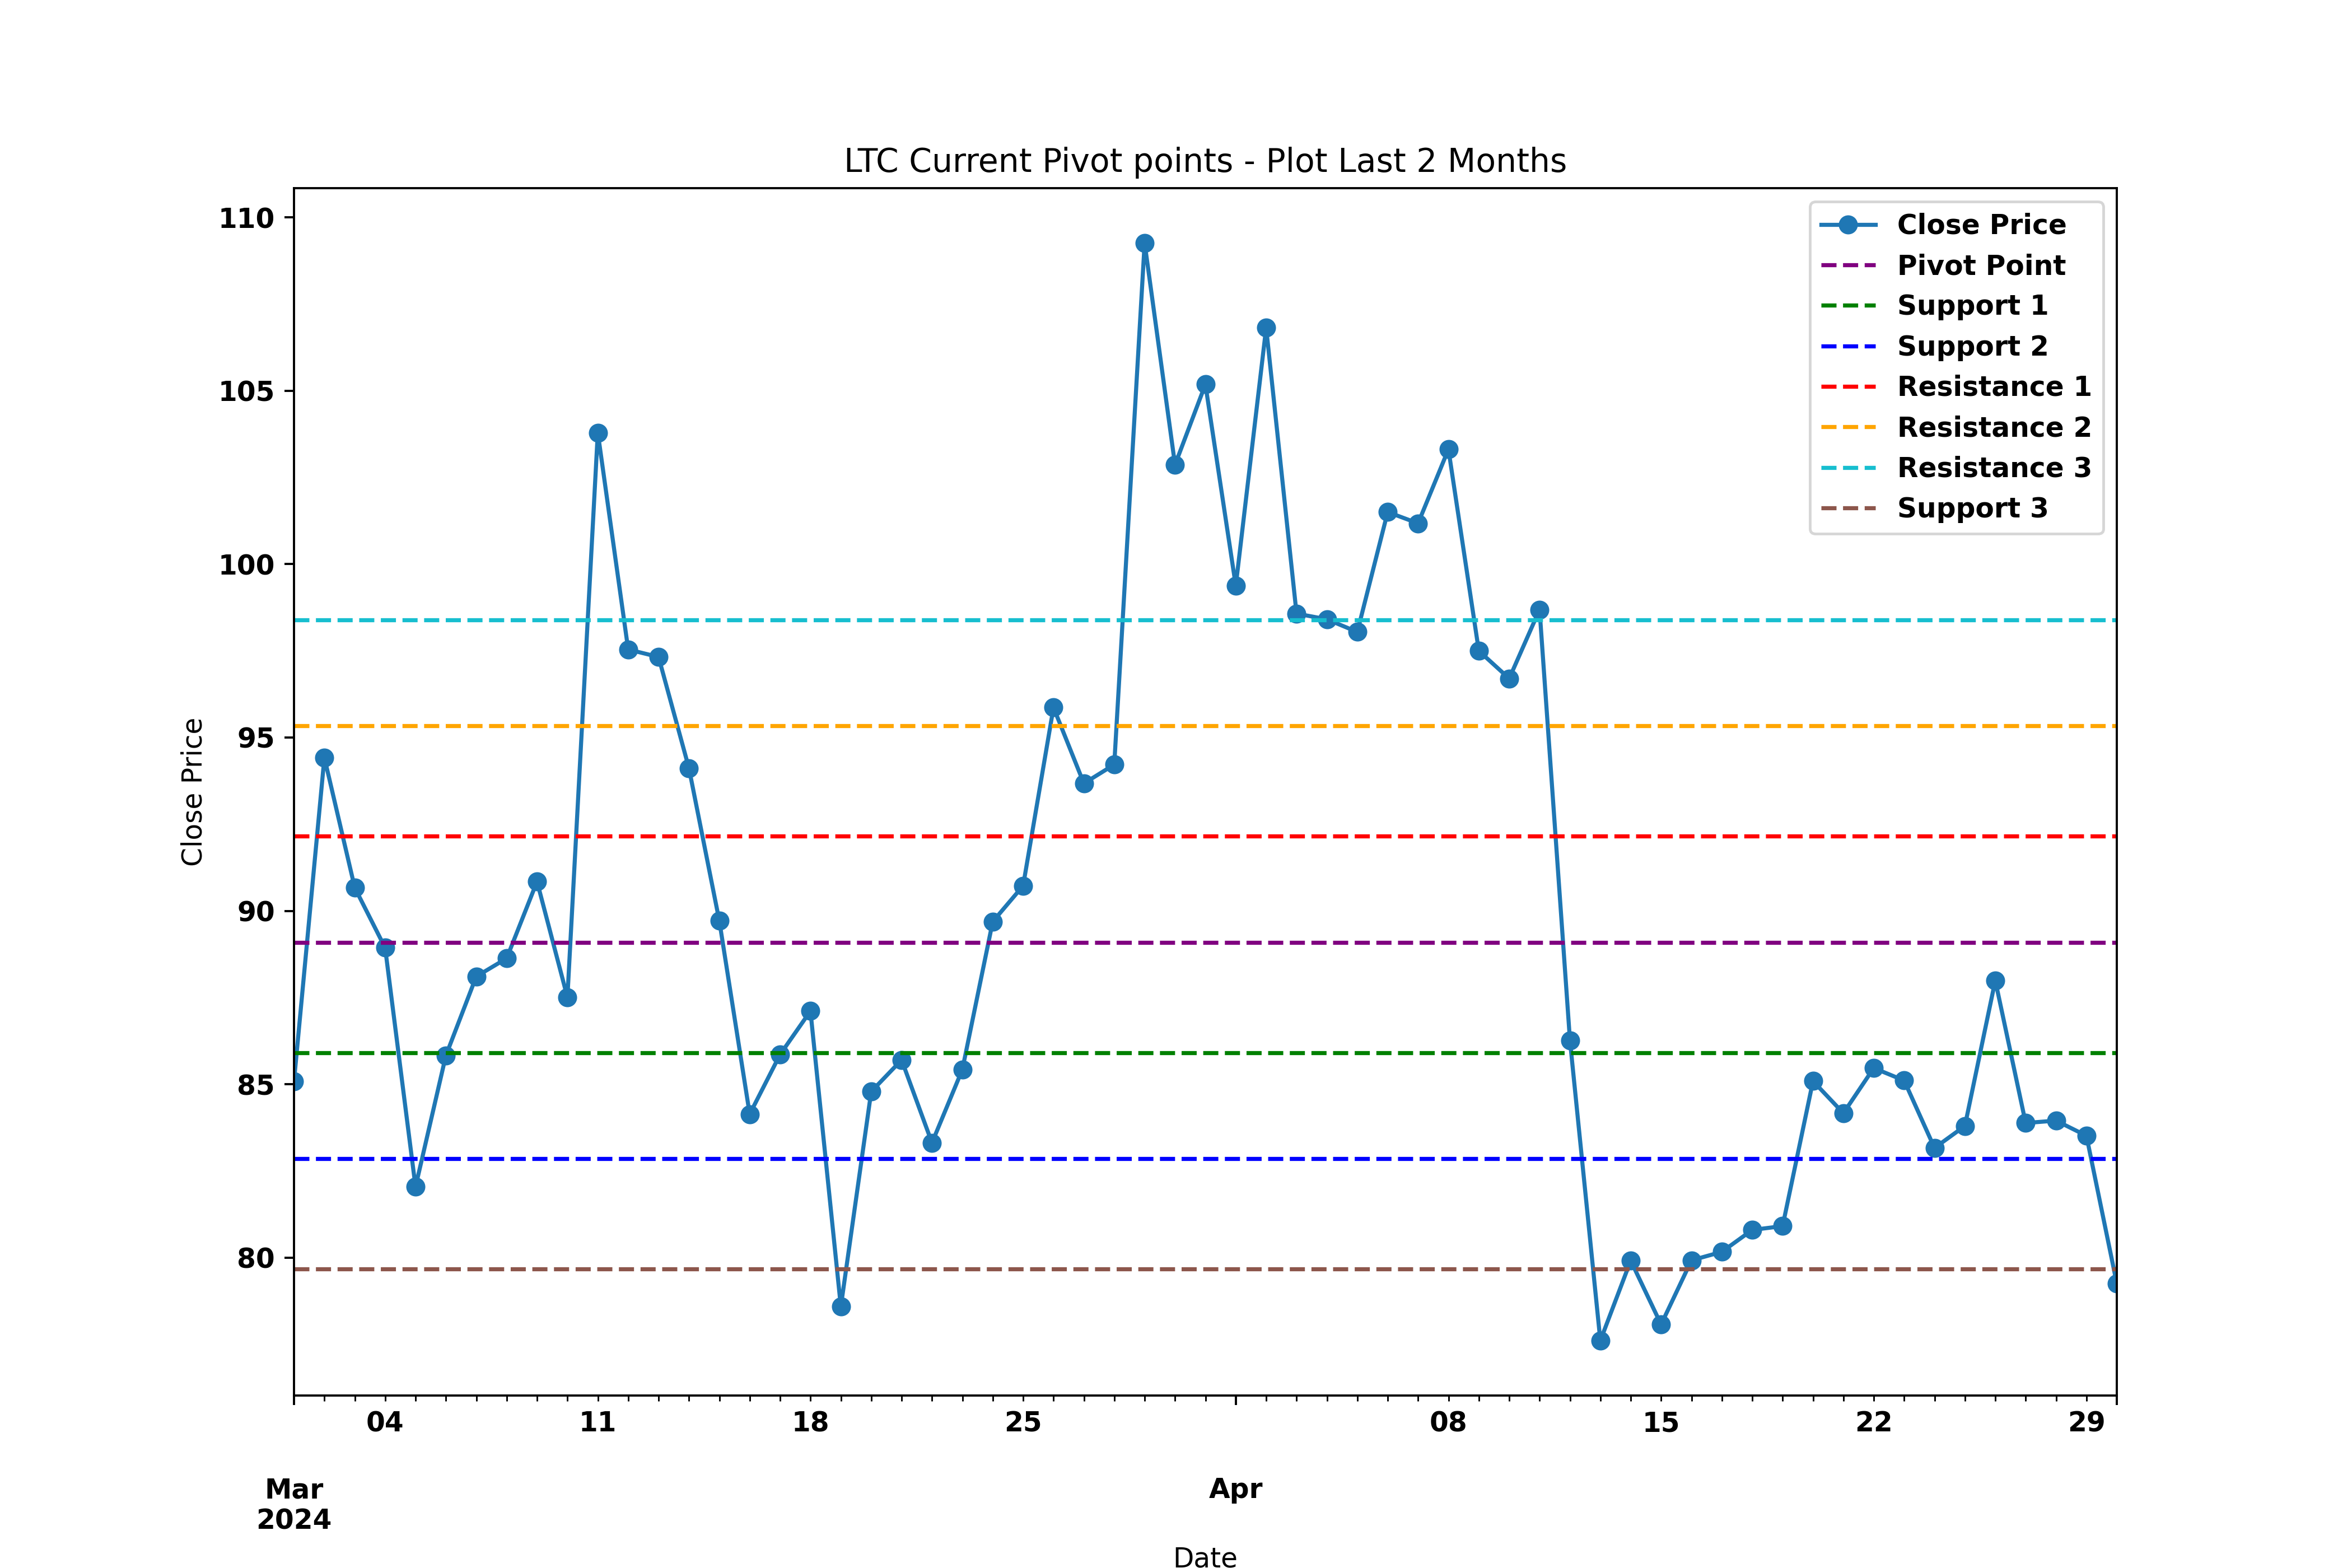 LTC Current Pivot points - Plot Last 2 Months
Close Price
Pivot Point
Support 1
Support 2
Resistance 1
Resistance 2
Resistance 3
Support 3
110
105
100
95
90
85
80
Close Price
04 11 18 25 08 15 22 29
Mar Apr
2024
Date